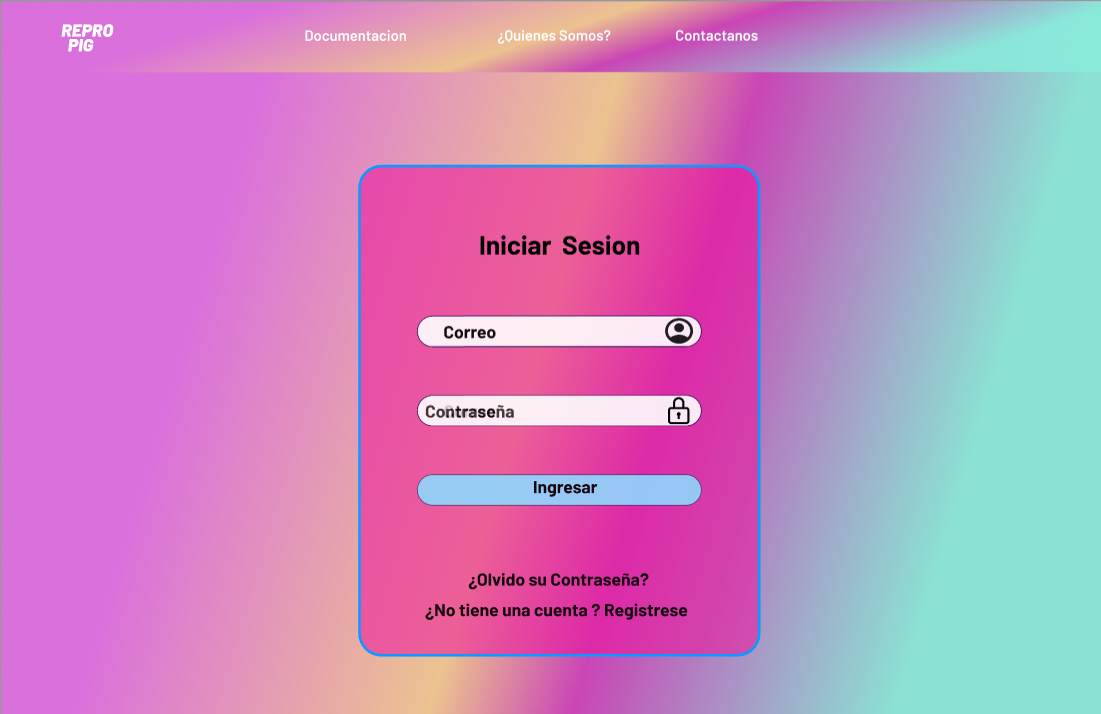 REPRO
PIG
Documentacion
¿Quienes Somos?
Contactanos
Iniciar Sesion
Correo
Contraseña
Ingresar
¿Olvido su Contraseña?
¿No tiene una cuenta ? Registrese